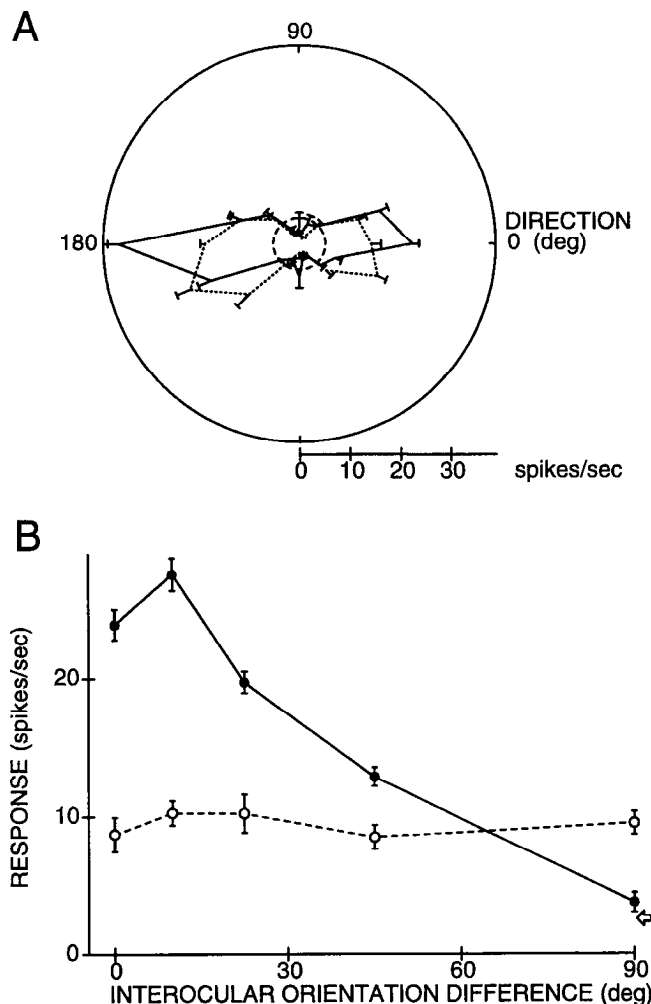 A
90
180
DIRECTION
0 (deg)
0 10 20 30 spikes/sec
B
RESPONSE (spikes/sec)
20
10
0
0 30 60 90
INTEROCULAR ORIENTATION DIFFERENCE (deg)